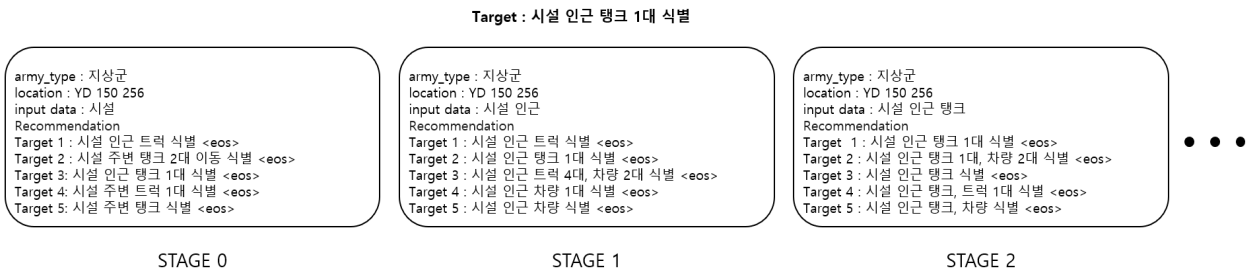 Target : 시설 인근 탱크 1대 식별
army_type : 지상군
location : YD 150 256
input data : 시설
Recommendation
Target 1 : 시설 인근 트럭 식별 <eos>
Target 2 : 시설 주변 탱크 2대 이동 식별 <eos>
Target 3: 시설 인근 탱크 1대 식별 <eos>
Target 4: 시설 주변 트럭 1대 식별 <eos>
Target 5: 시설 주변 탱크 식별 <eos>
STAGE 0
army_type : 지상군
location : YD 150 256
input data : 시설 인근
Recommendation
Target 1 : 시설 인근 트럭 식별 <eos>
Target 2 : 시설 인근 탱크 1대 식별 <eos>
Target 3 : 시설 인근 트럭 4대, 차량 2대 식별 <eos>
Target 4 : 시설 인근 차량 1대 식별 <eos>
Target 5 : 시설 인근 차량 식별 <eos>
STAGE 1
army_type : 지상군
location : YD 150 256
input data : 시설 인근 탱크
Recommendation
Target  1 : 시설 인근 탱크 1대 식별 <eos>
Target 2 : 시설 인근 탱크 1대, 차량 2대 식별 <eos>
Target 3 : 시설 인근 탱크 식별 <eos>
Target 4 : 시설 인근 탱크, 트럭 1대 식별 <eos>
Target 5 : 시설 인근 탱크, 차량 식별 <eos>
STAGE 2
• • •